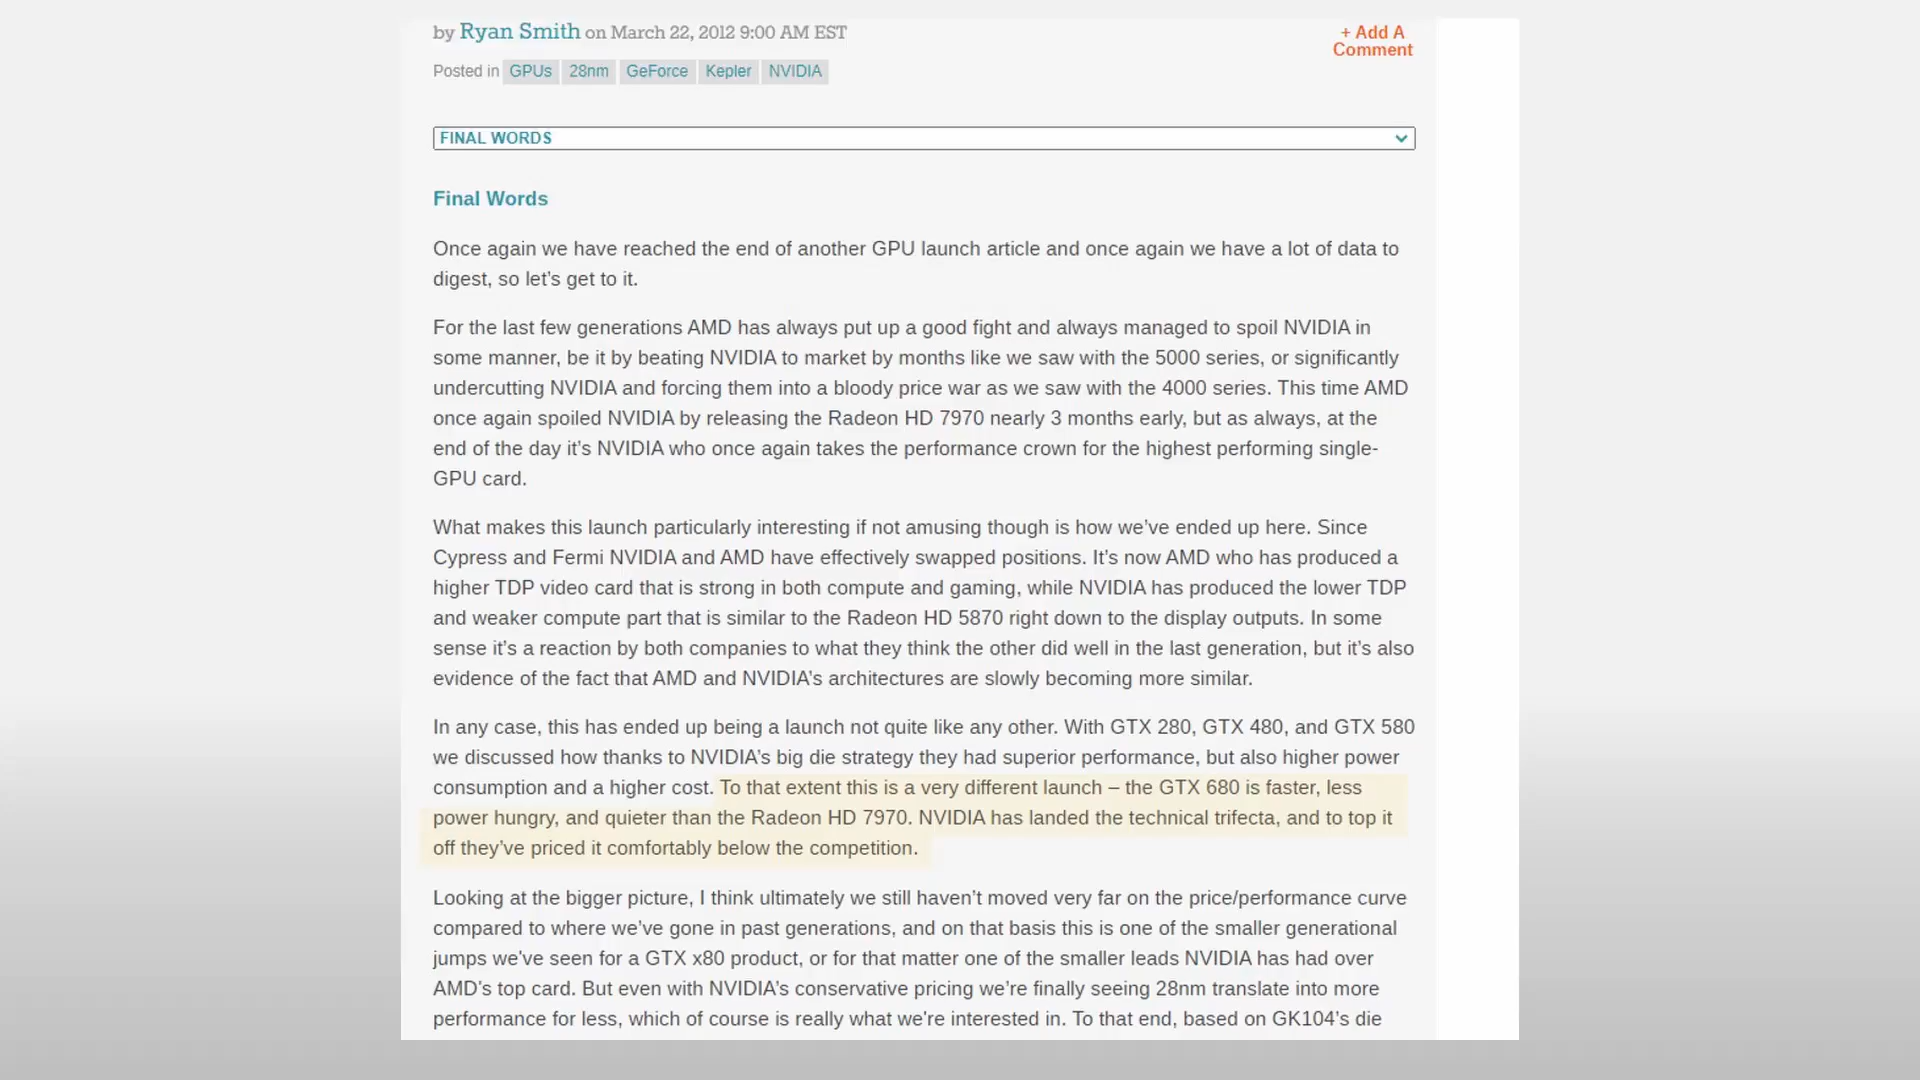 by Ryan Smith on March 22, 2012 9:00 AM EST
+ Add A
Comment
Posted in GPUs 28nm GeForce Kepler NVIDIA
FINAL WORDS
Final Words
Once again we have reached the end of another GPU launch article and once again we have a lot of data to
digest, so let’s get to it.
For the last few generations AMD has always put up a good fight and always managed to spoil NVIDIA in
some manner, be it by beating NVIDIA to market by months like we saw with the 5000 series, or significantly
undercutting NVIDIA and forcing them into a bloody price war as we saw with the 4000 series. This time AMD
once again spoiled NVIDIA by releasing the Radeon HD 7970 nearly 3 months early, but as always, at the
end of the day it’s NVIDIA who once again takes the performance crown for the highest performing single-
GPU card.
What makes this launch particularly interesting if not amusing though is how we’ve ended up here. Since
Cypress and Fermi NVIDIA and AMD have effectively swapped positions. It’s now AMD who has produced a
higher TDP video card that is strong in both compute and gaming, while NVIDIA has produced the lower TDP
and weaker compute part that is similar to the Radeon HD 5870 right down to the display outputs. In some
sense it’s a reaction by both companies to what they think the other did well in the last generation, but it’s also
evidence of the fact that AMD and NVIDIA’s architectures are slowly becoming more similar.
In any case, this has ended up being a launch not quite like any other. With GTX 280, GTX 480, and GTX 580
we discussed how thanks to NVIDIA’s big die strategy they had superior performance, but also higher power
consumption and a higher cost. To that extent this is a very different launch – the GTX 680 is faster, less
power hungry, and quieter than the Radeon HD 7970. NVIDIA has landed the technical trifecta, and to top it
off they’ve priced it comfortably below the competition.
Looking at the bigger picture, I think ultimately we still haven’t moved very far on the price/performance curve
compared to where we’ve gone in past generations, and on that basis this is one of the smaller generational
jumps we've seen for a GTX x80 product, or for that matter one of the smaller leads NVIDIA has had over
AMD’s top card. But even with NVIDIA’s conservative pricing we’re finally seeing 28nm translate into more
performance for less, which of course is really what we're interested in. To that end, based on GK104’s die